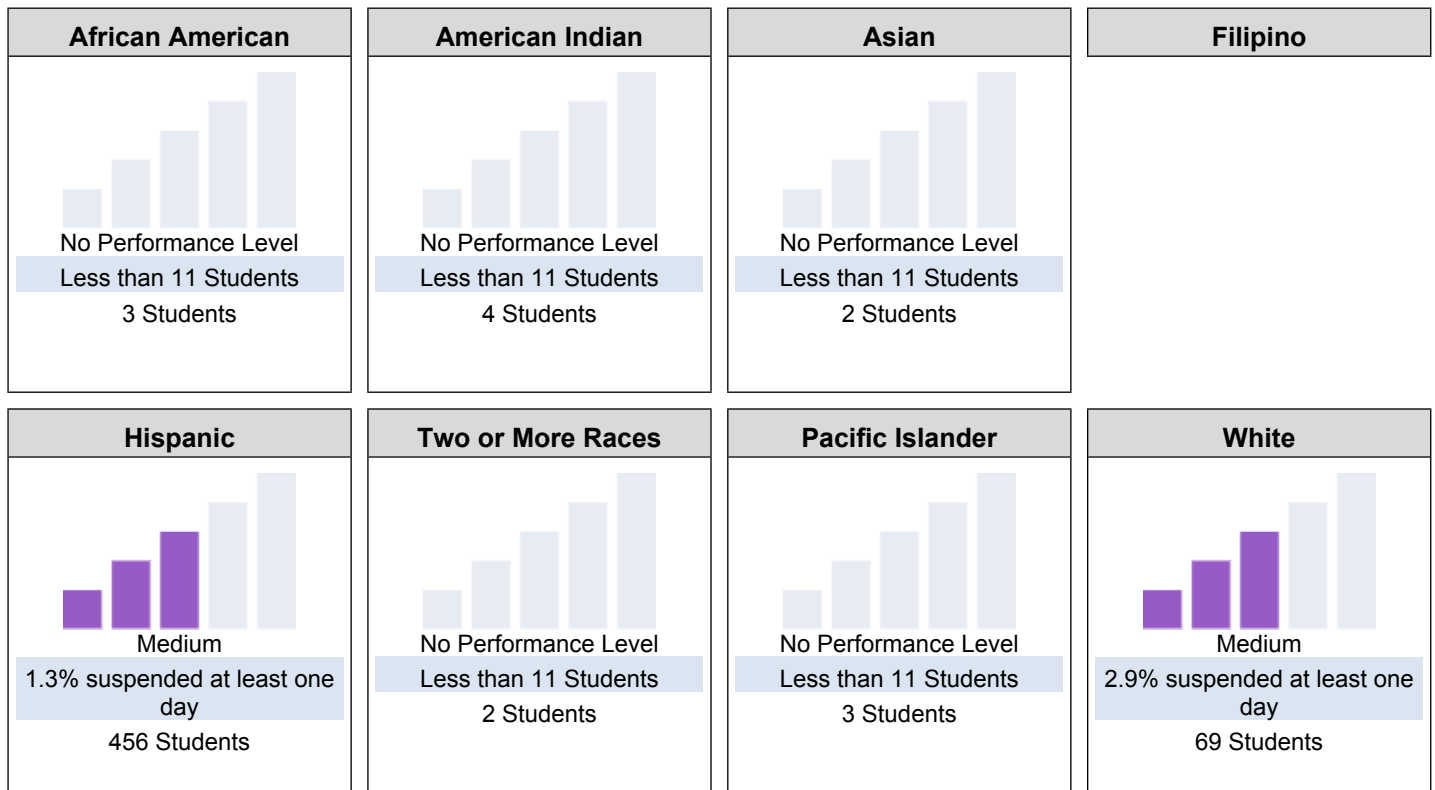 African American
No Performance Level
Less than 11 Students
3 Students
American Indian
No Performance Level
Less than 11 Students
4 Students
Asian
No Performance Level
Less than 11 Students
2 Students
Filipino
Hispanic
Medium
1.3% suspended at least one
day
456 Students
Two or More Races
No Performance Level
Less than 11 Students
2 Students
Pacific Islander
No Performance Level
Less than 11 Students
3 Students
White
Medium
2.9% suspended at least one
day
69 Students